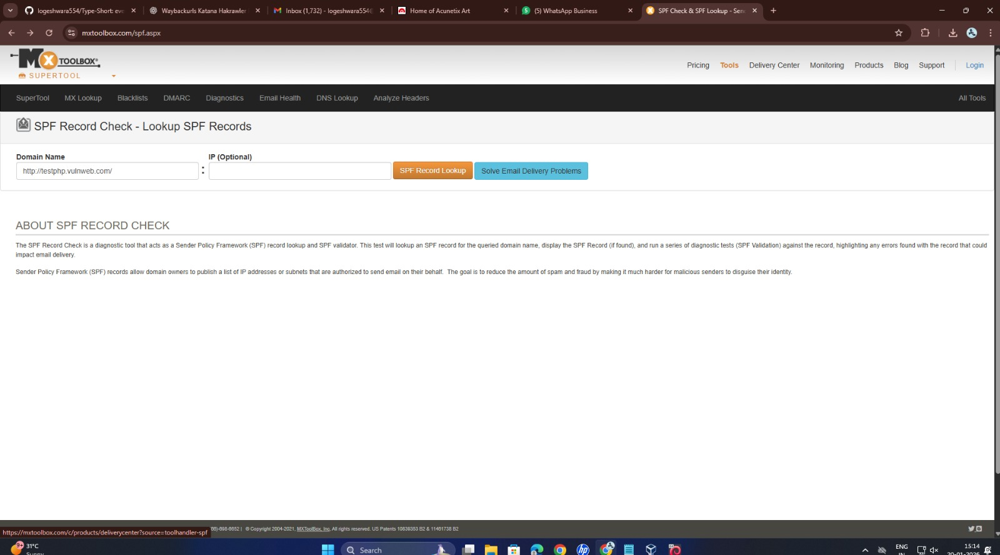 logeshwara554/Type-Short: eve
Waybackurls Katana Hakrawler
Inbox (1,732) - logeshwara554@
Home of Acunetix Art
(5) WhatsApp Business
SPF Check & SPF Lookup - Sen
mxtoolbox.com/spf.aspx
MX TOOLBOX®
SUPERTOOL
Pricing Tools Delivery Center Monitoring Products Blog Support Login
SuperTool MX Lookup Blacklists DMARC Diagnostics Email Health DNS Lookup Analyze Headers All Tools
SPF Record Check - Lookup SPF Records
Domain Name IP (Optional)
http://testphp.vulnweb.com/ : SPF Record Lookup Solve Email Delivery Problems
ABOUT SPF RECORD CHECK
The SPF Record Check is a diagnostic tool that acts as a Sender Policy Framework (SPF) record lookup and SPF validator. This test will lookup an SPF record for the queried domain name, display the SPF Record (if found), and run a series of diagnostic tests (SPF Validation) against the record, highlighting any errors found with the record that could
impact email delivery.
Sender Policy Framework (SPF) records allow domain owners to publish a list of IP addresses or subnets that are authorized to send email on their behalf. The goal is to reduce the amount of spam and fraud by making it much harder for malicious senders to disguise their identity.
-698-6652 | © Copyright 2004-2021, MXToolBox, Inc, All rights reserved. US Patents 10839353 B2 & 11461738 B2
https://mxtoolbox.com/c/products/deliverycenter?source=toolhandler-spf
9+ 31°C
Sunny
Search
hp
ENG
IN
15:14
20-01-2026